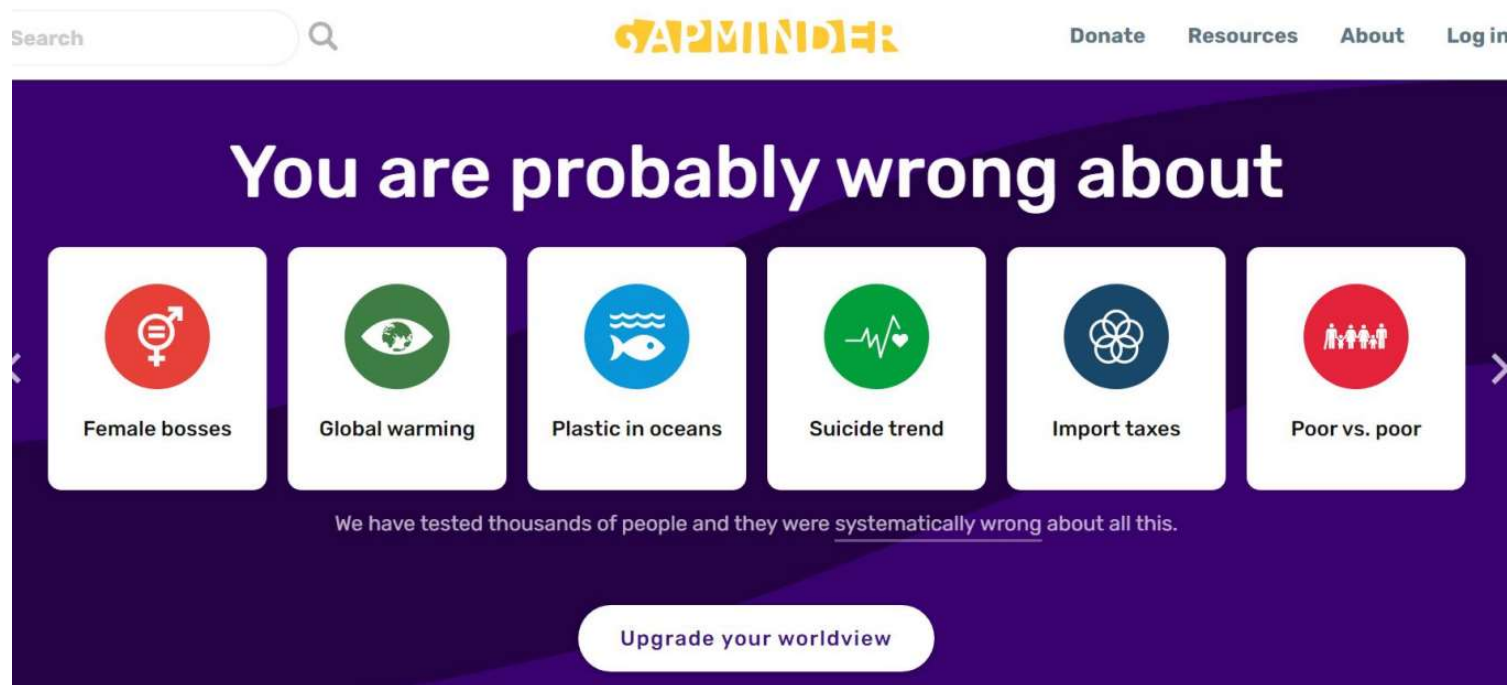 Search
GAPMINDER
Donate Resources About Log in
You are probably wrong about
Female bosses
Global warming
Plastic in oceans
Suicide trend
Import taxes
Poor vs. poor
We have tested thousands of people and they were systematically wrong about all this.
Upgrade your worldview